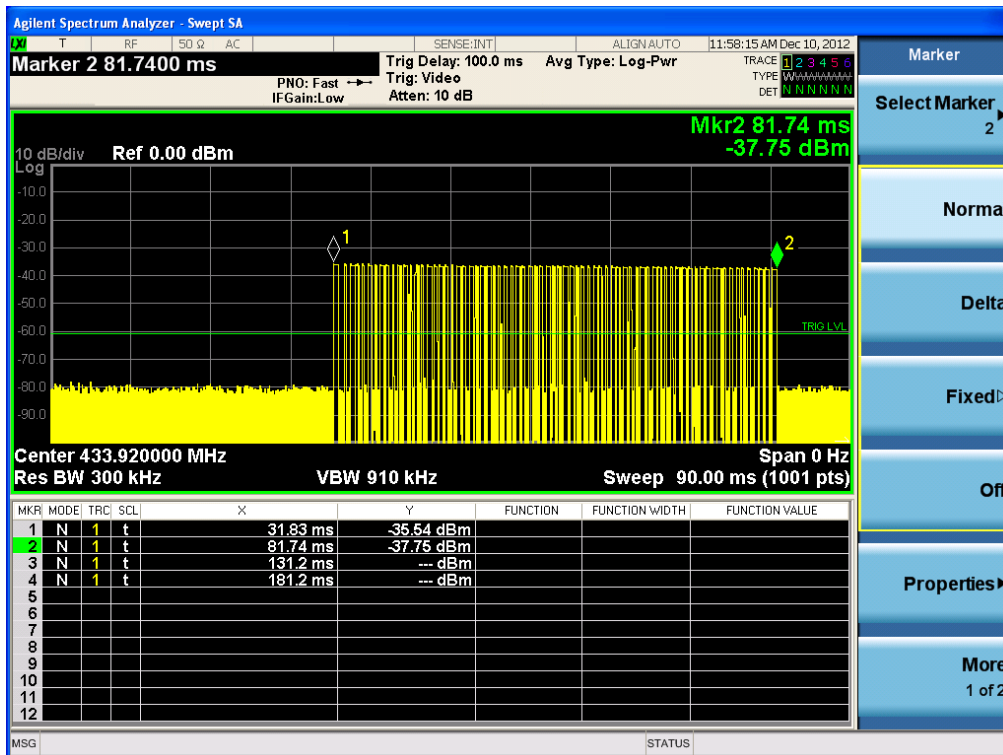 Agilent Spectrum Analyzer - Swept SA
LXI T RF 50 Ω AC SENSE:INT ALIGN AUTO 11:58:15 AM Dec 10, 2012
Marker 2 81.7400 ms
PNO: Fast
IFGain:Low
Trig Delay: 100.0 ms
Trig: Video
Atten: 10 dB
Avg Type: Log-Pwr
TRACE 1 2 3 4 5 6
TYPE
DET N N N N N N
Mkr2 81.74 ms
-37.75 dBm
10 dB/div Ref 0.00 dBm
Log
-10.0
-20.0
-30.0
-40.0
-50.0
-60.0
-70.0
-80.0
-90.0
1
2
TRIG LVL
Center 433.920000 MHz Span 0 Hz
Res BW 300 kHz VBW 910 kHz Sweep 90.00 ms (1001 pts)
MKR MODE TRC SCL X Y FUNCTION FUNCTION WIDTH FUNCTION VALUE
1 N 1 t 31.83 ms -35.54 dBm
2 N 1 t 81.74 ms -37.75 dBm
3 N 1 t 131.2 ms --- dBm
4 N 1 t 181.2 ms --- dBm
5
6
7
8
9
10
11
12
MSG STATUS
Marker
Select Marker
2
Norma
Delta
Fixed
Off
Properties
More
1 of 2